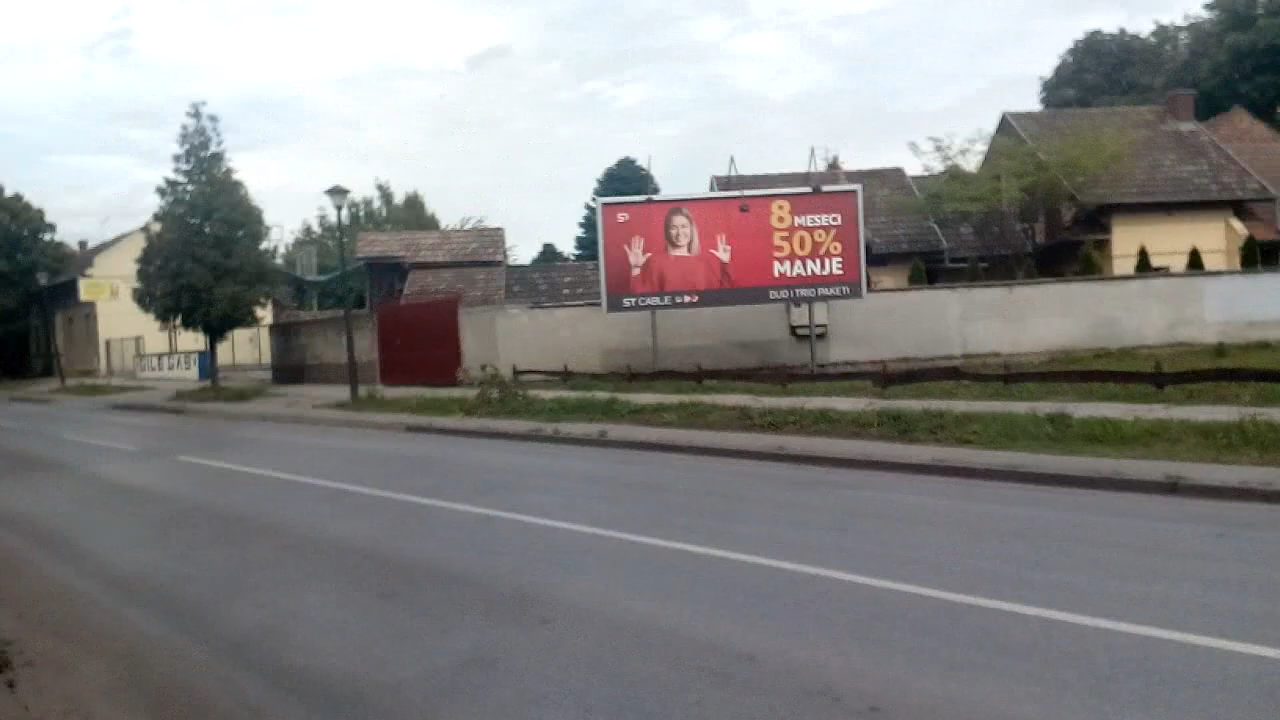 8 MESECI
50%
MANJE
ST CABLE
DUO I TRIO PAKETI